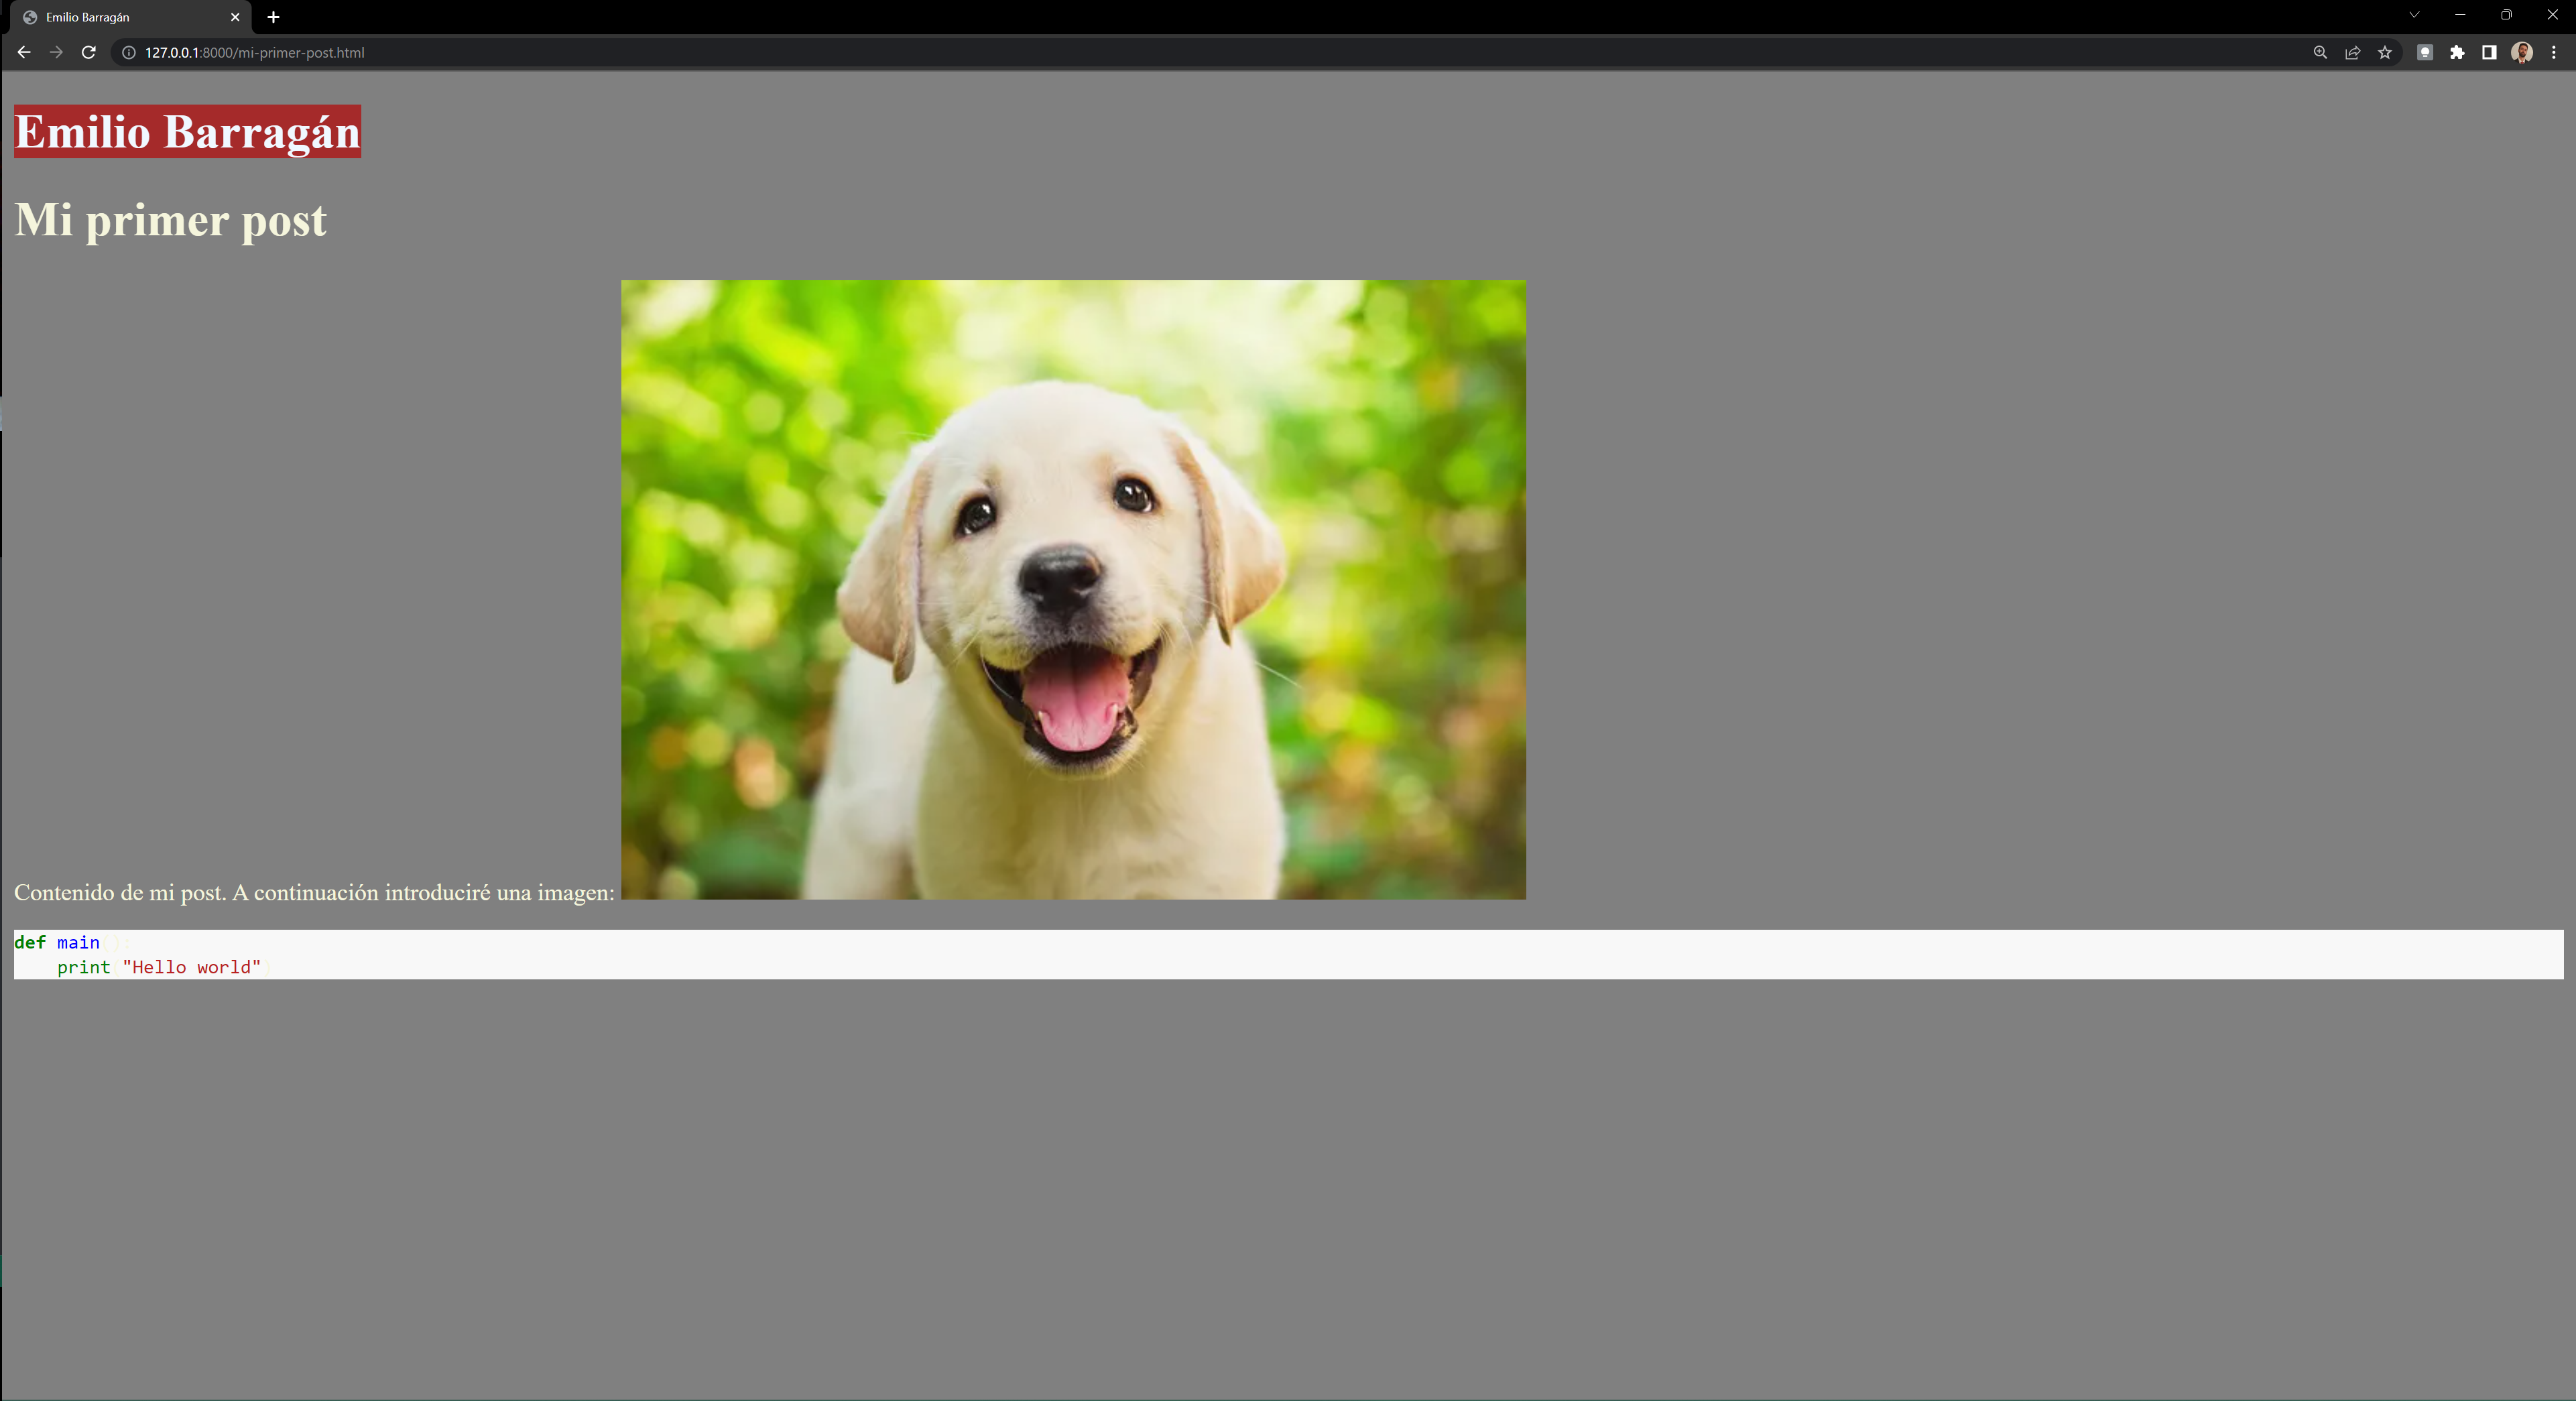 Emilio Barragán
127.0.0.1:8000/mi-primer-post.html
Emilio Barragán
Mi primer post
Contenido de mi post. A continuación introduciré una imagen:
def main():
    print("Hello world")